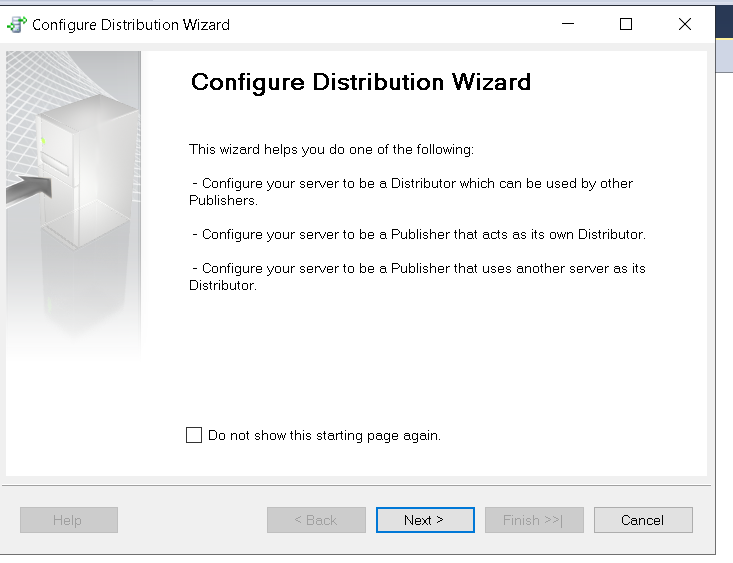 Configure Distribution Wizard
Configure Distribution Wizard
This wizard helps you do one of the following:
- Configure your server to be a Distributor which can be used by other
Publishers.
- Configure your server to be a Publisher that acts as its own Distributor.
- Configure your server to be a Publisher that uses another server as its
Distributor.
Do not show this starting page again.
Help
< Back
Next >
Finish >>|
Cancel